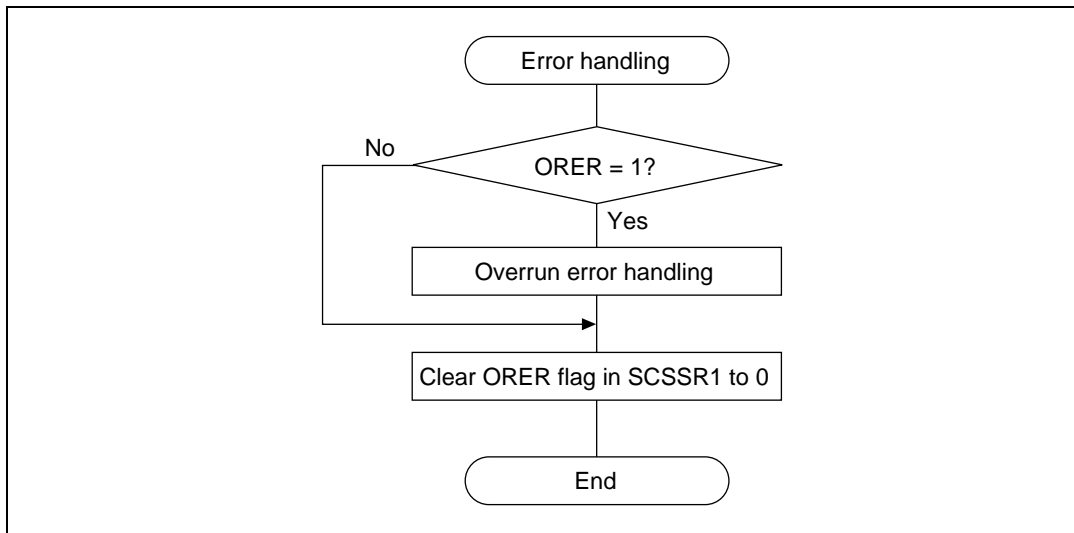 Error handling
No
ORER = 1?
Yes
Overrun error handling
Clear ORER flag in SCSSR1 to 0
End